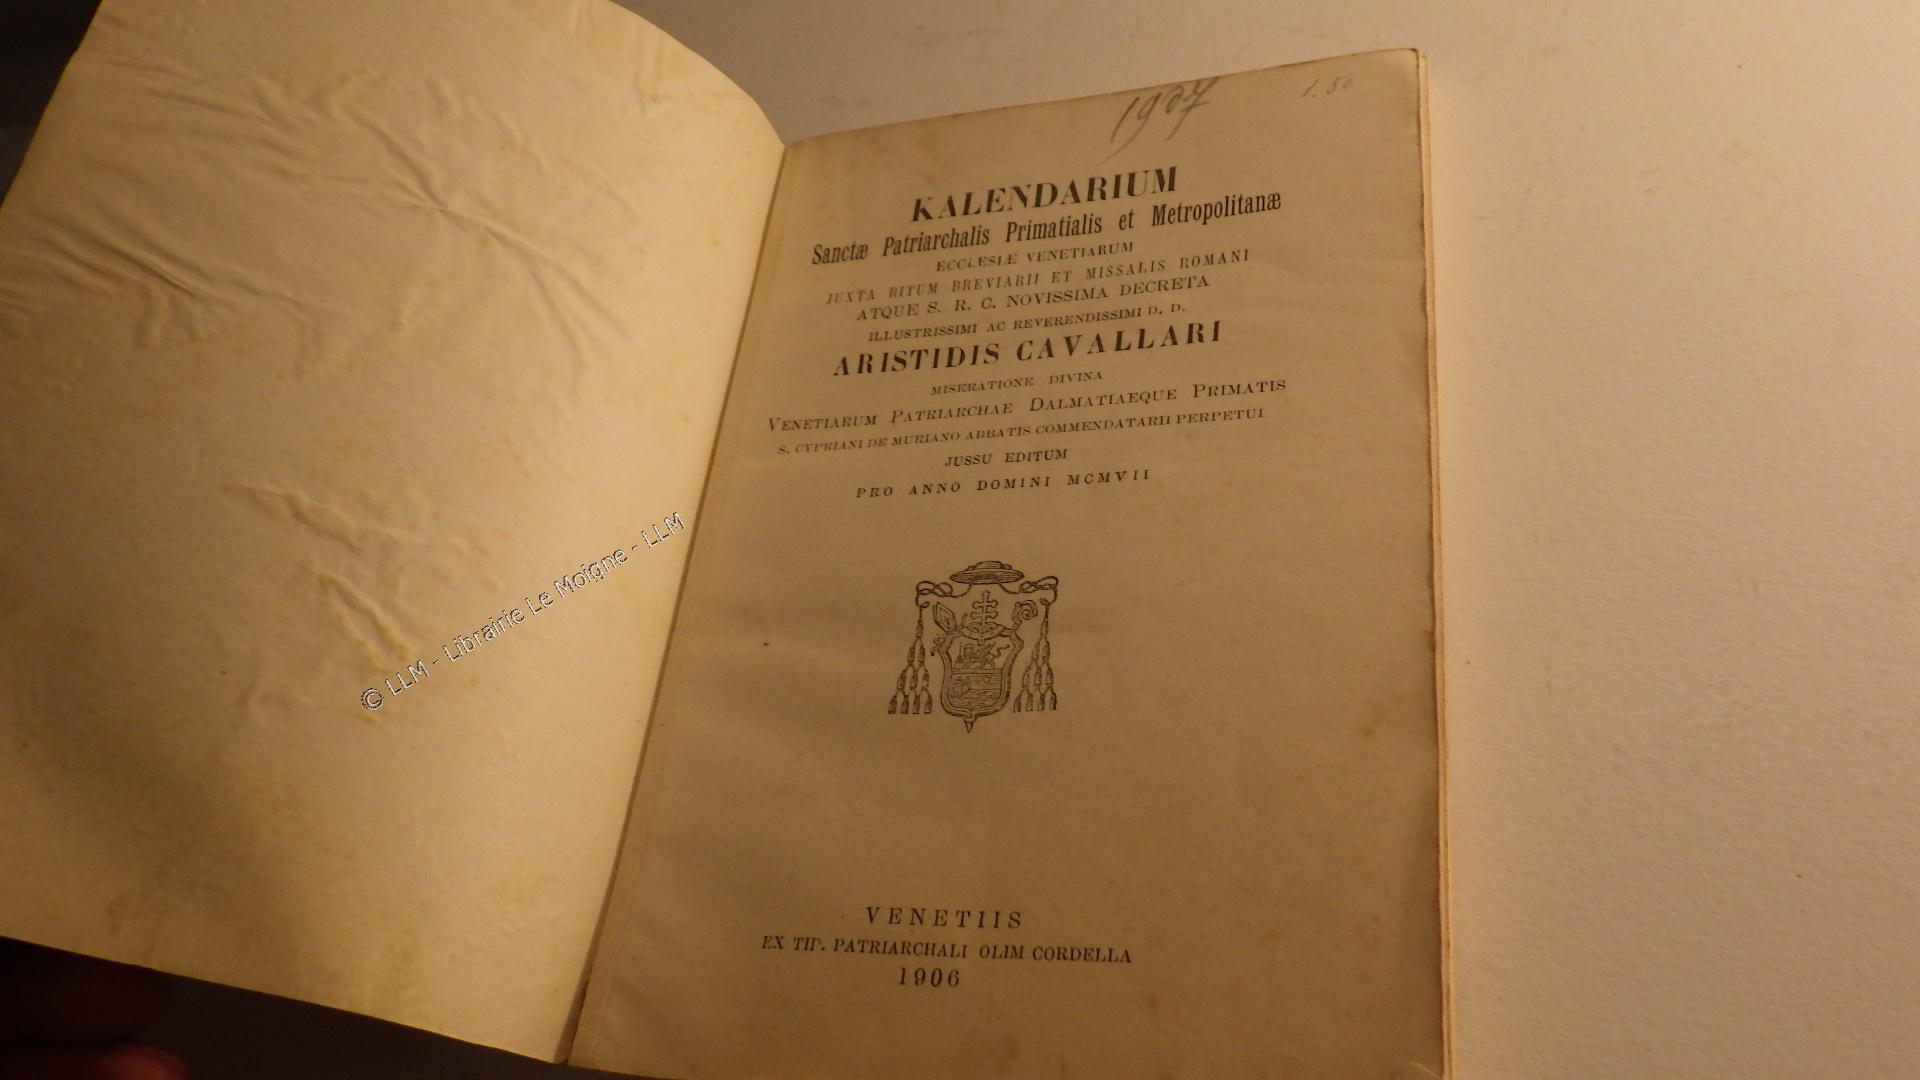 1907
1.50
KALENDARIUM
Sanctæ Patriarchalis Primatialis et Metropolitanæ
ECCLESIÆ VENETIARUM
JUXTA RITUM BREVIARII ET MISSALIS ROMANI
ATQUE S. R. C. NOVISSIMA DECRETA
ILLUSTRISSIMI AC REVERENDISSIMI D. D.
ARISTIDIS CAVALLARI
MISERATIONE DIVINA
VENETIARUM PATRIARCHAE DALMATIAEQUE PRIMATIS
S. CYPRIANI DE MURIANO ABBATIS COMMENDATARII PERPETUI
JUSSU EDITUM
PRO ANNO DOMINI MCMVII
© LLM - Librairie Le Moigne - LLM
VENETIIS
EX TIP. PATRIARCHALI OLIM CORDELLA
1906